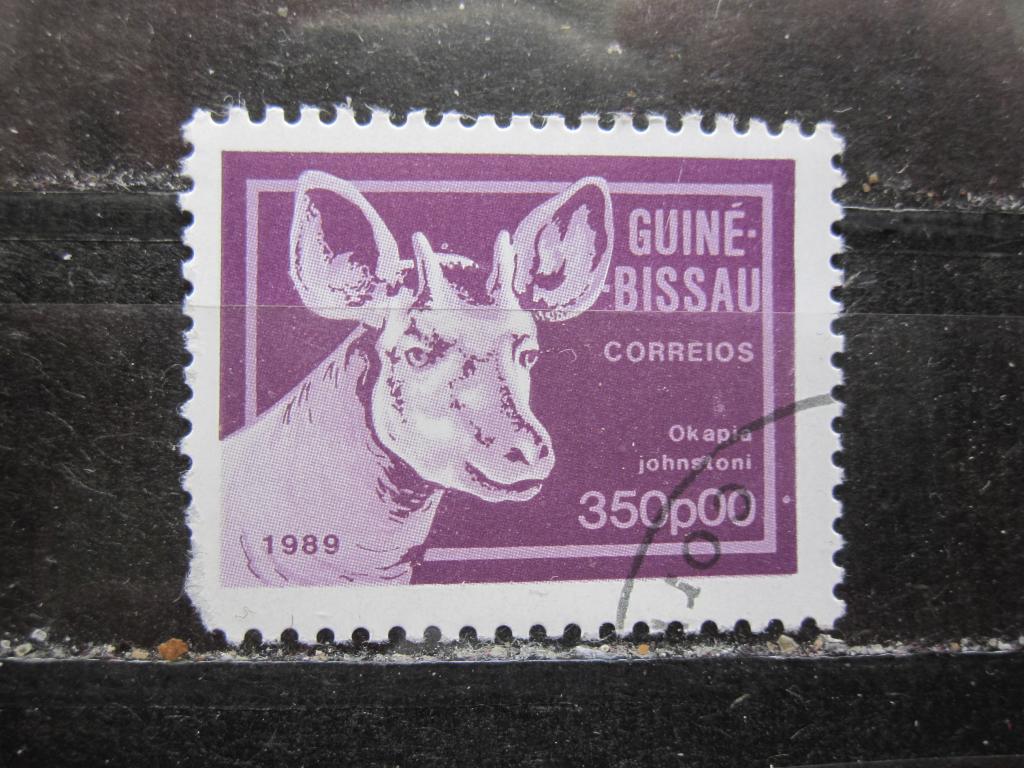 GUINÉ-
-BISSAU
CORREIOS
Okapia
johnstoni
350p00
1989